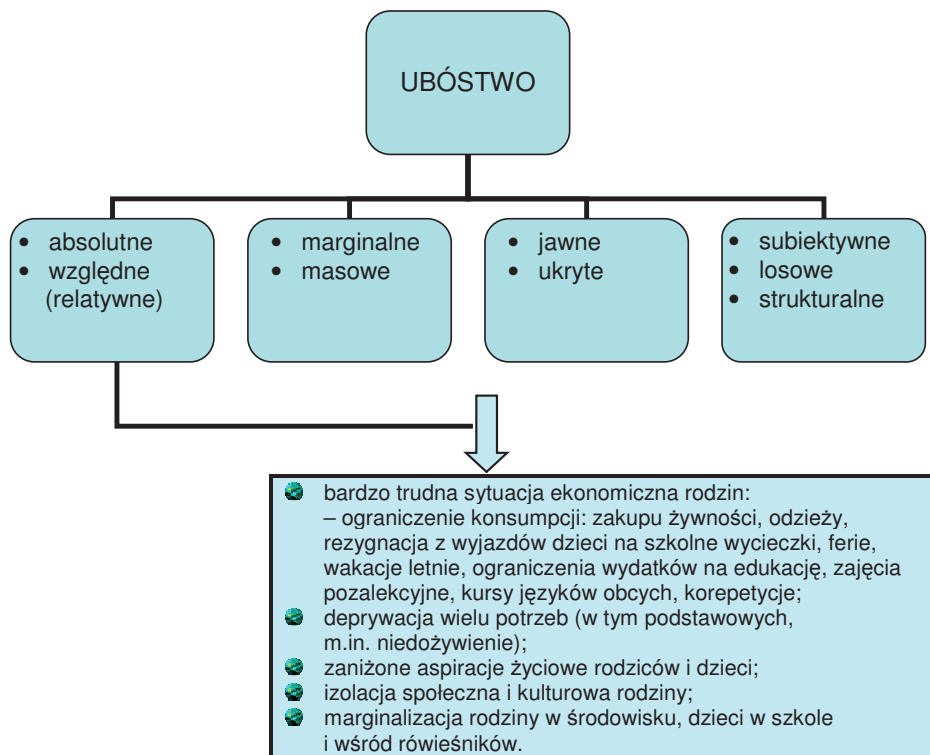 UBÓSTWO
• absolutne
• względne
(relatywne)
• marginalne
• masowe
• jawne
• ukryte
• subiektywne
• losowe
• strukturalne
bardzo trudna sytuacja ekonomiczna rodzin:
– ograniczenie konsumpcji: zakupu żywności, odzieży,
rezygnacja z wyjazdów dzieci na szkolne wycieczki, ferie,
wakacje letnie, ograniczenia wydatków na edukację, zajęcia
pozalekcyjne, kursy języków obcych, korepetycje;
deprywacja wielu potrzeb (w tym podstawowych,
m.in. niedożywienie);
zaniżone aspiracje życiowe rodziców i dzieci;
izolacja społeczna i kulturowa rodziny;
marginalizacja rodziny w środowisku, dzieci w szkole
i wśród rówieśników.